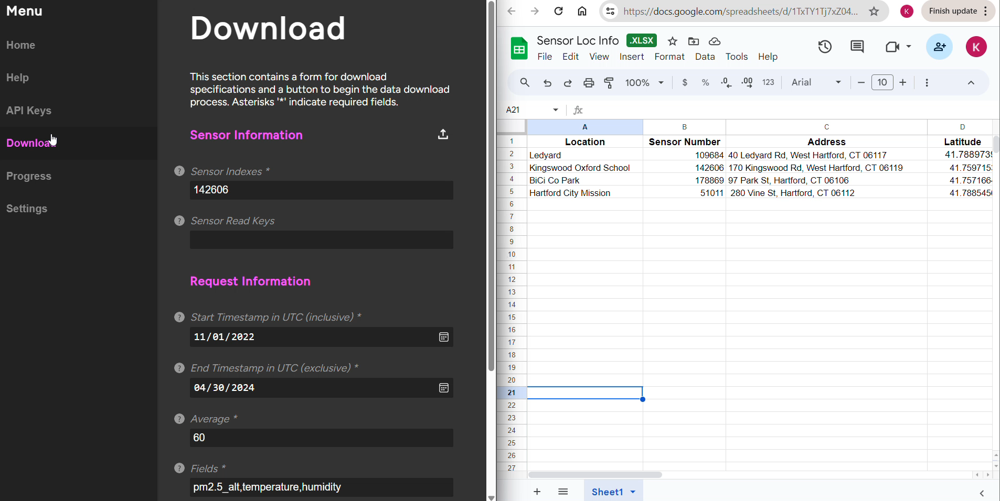 Menu
Home
Help
API Keys
Download
Progress
Settings
Download
This section contains a form for download
specifications and a button to begin the data download
process. Asterisks '*' indicate required fields.
Sensor Information
? Sensor Indexes *
142606
? Sensor Read Keys
Request Information
? Start Timestamp in UTC (inclusive) *
11/01/2022
? End Timestamp in UTC (exclusive) *
04/30/2024
? Average *
60
? Fields *
pm2.5_alt,temperature,humidity
https://docs.google.com/spreadsheets/d/1TxTY1Tj7xZ04... K Finish update
Sensor Loc Info .XLSX
File Edit View Insert Format Data Tools Help
K
100% $ % .0 .00 123 Arial 10
A21 fx
A B C D
1 Location Sensor Number Address Latitude
2 Ledyard 109684 40 Ledyard Rd, West Hartford, CT 06117 41.7889739
3 Kingswood Oxford School 142606 170 Kingswood Rd, West Hartford, CT 06119 41.759715
4 BiCi Co Park 178869 97 Park St, Hartford, CT 06106 41.757166
5 Hartford City Mission 51011 280 Vine St, Hartford, CT 06112 41.788545
6
7
8
9
10
11
12
13
14
15
16
17
18
19
20
21
22
23
24
25
26
27
Sheet1